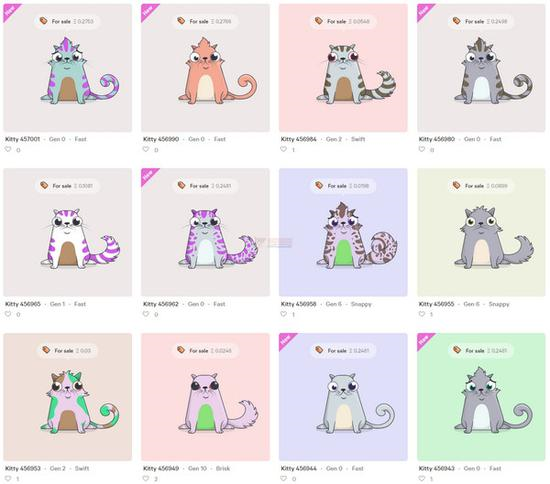 New
For sale Ξ 0.2753
New
For sale Ξ 0.2766
For sale Ξ 0.0548
New
For sale Ξ 0.2498
Kitty 457001 · Gen 0 · Fast
Kitty 456990 · Gen 0 · Fast
Kitty 456984 · Gen 2 · Swift
Kitty 456980 · Gen 0 · Fast
0
0
1
0
For sale Ξ 0.1081
New
For sale Ξ 0.2481
For sale Ξ 0.0198
For sale Ξ 0.0699
Kitty 456965 · Gen 1 · Fast
Kitty 456962 · Gen 0 · Fast
Kitty 456958 · Gen 6 · Snappy
Kitty 456955 · Gen 6 · Snappy
0
0
1
1
For sale Ξ 0.03
For sale Ξ 0.0246
New
For sale Ξ 0.2481
New
For sale Ξ 0.2481
Kitty 456953 · Gen 2 · Swift
Kitty 456949 · Gen 10 · Brisk
Kitty 456944 · Gen 0 · Fast
Kitty 456943 · Gen 0 · Fast
1
2
0
1